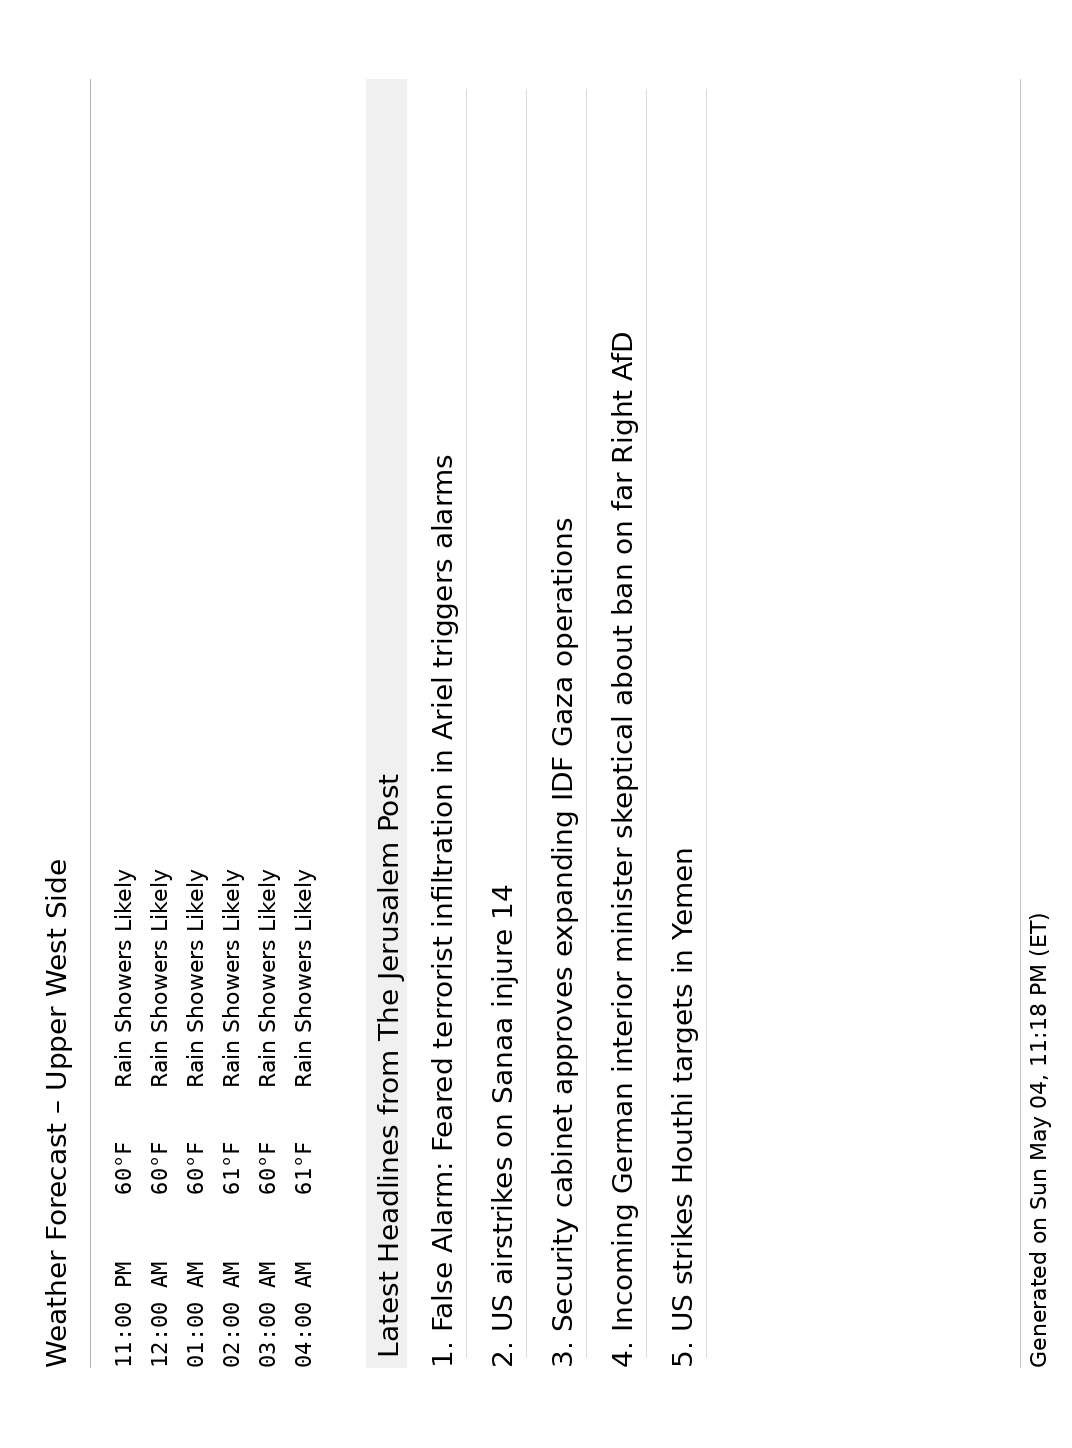 Weather Forecast – Upper West Side
11:00 PM 60°F Rain Showers Likely
12:00 AM 60°F Rain Showers Likely
01:00 AM 60°F Rain Showers Likely
02:00 AM 61°F Rain Showers Likely
03:00 AM 60°F Rain Showers Likely
04:00 AM 61°F Rain Showers Likely
Latest Headlines from The Jerusalem Post
1. False Alarm: Feared terrorist infiltration in Ariel triggers alarms
2. US airstrikes on Sanaa injure 14
3. Security cabinet approves expanding IDF Gaza operations
4. Incoming German interior minister skeptical about ban on far Right AfD
5. US strikes Houthi targets in Yemen
Generated on Sun May 04, 11:18 PM (ET)